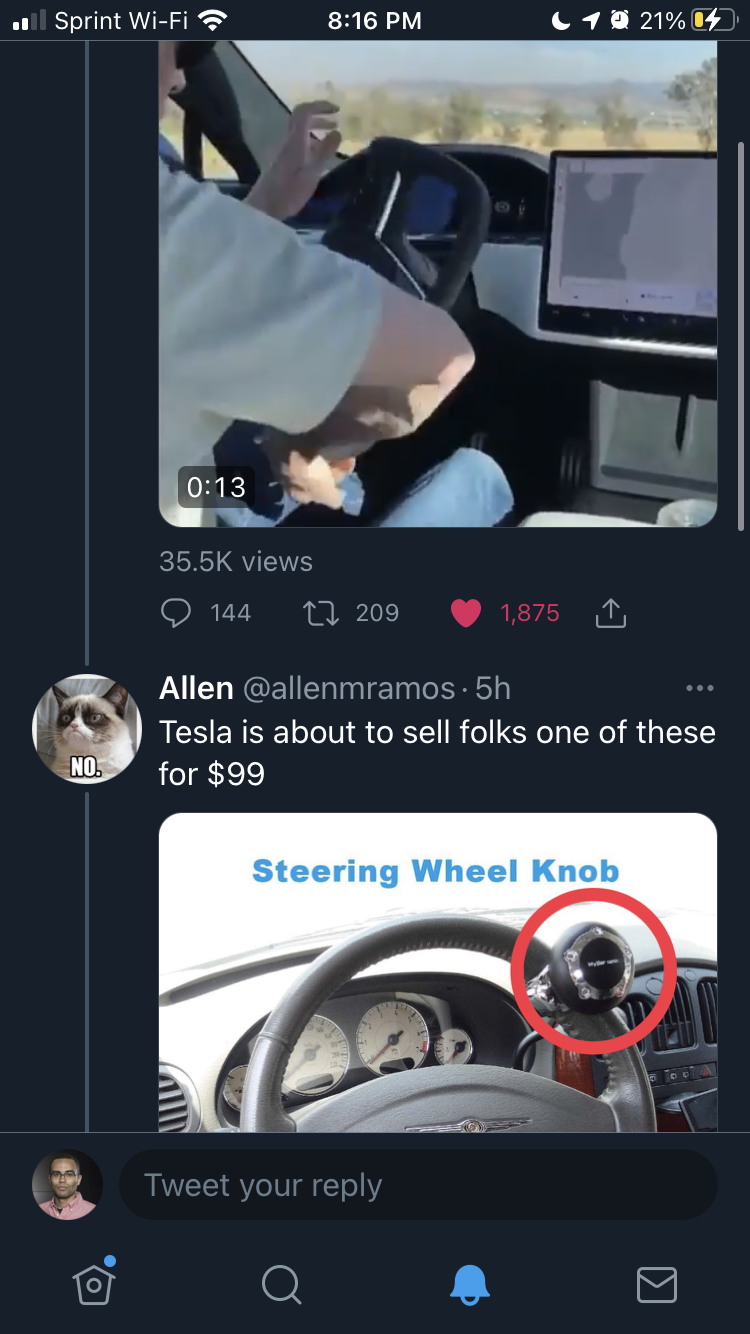 Sprint Wi-Fi 8:16 PM 21%
0:13
35.5K views
144 209 1,875
Allen @allenmramos · 5h
Tesla is about to sell folks one of these
for $99
NO.
Steering Wheel Knob
Tweet your reply